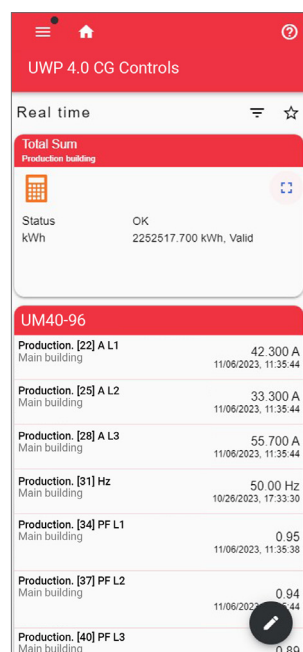 UWP 4.0 CG Controls
Real time
Total Sum
Production building
Status OK
kWh 2252517.700 kWh, Valid
UM40-96
Production. [22] A L1
Main building
42.300 A
11/06/2023, 11:35:44
Production. [25] A L2
Main building
33.300 A
11/06/2023, 11:35:44
Production. [28] A L3
Main building
55.700 A
11/06/2023, 11:35:44
Production. [31] Hz
Main building
50.00 Hz
10/26/2023, 17:33:30
Production. [34] PF L1
Main building
0.95
11/06/2023, 11:35:38
Production. [37] PF L2
Main building
0.94
Production. [40] PF L3
Main building
0.89